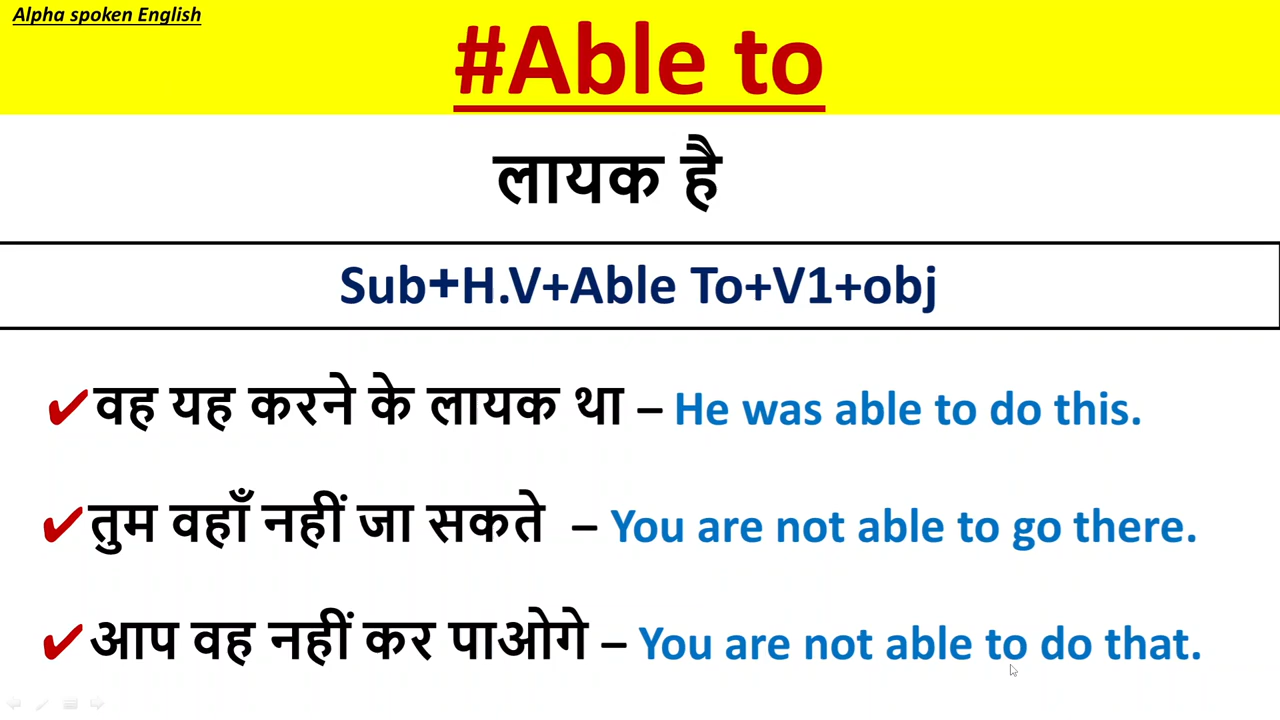 Alpha spoken English
#Able to
लायक है
Sub+H.V+Able To+V1+obj
✔वह यह करने के लायक था – He was able to do this.
✔तुम वहाँ नहीं जा सकते – You are not able to go there.
✔आप वह नहीं कर पाओगे – You are not able to do that.